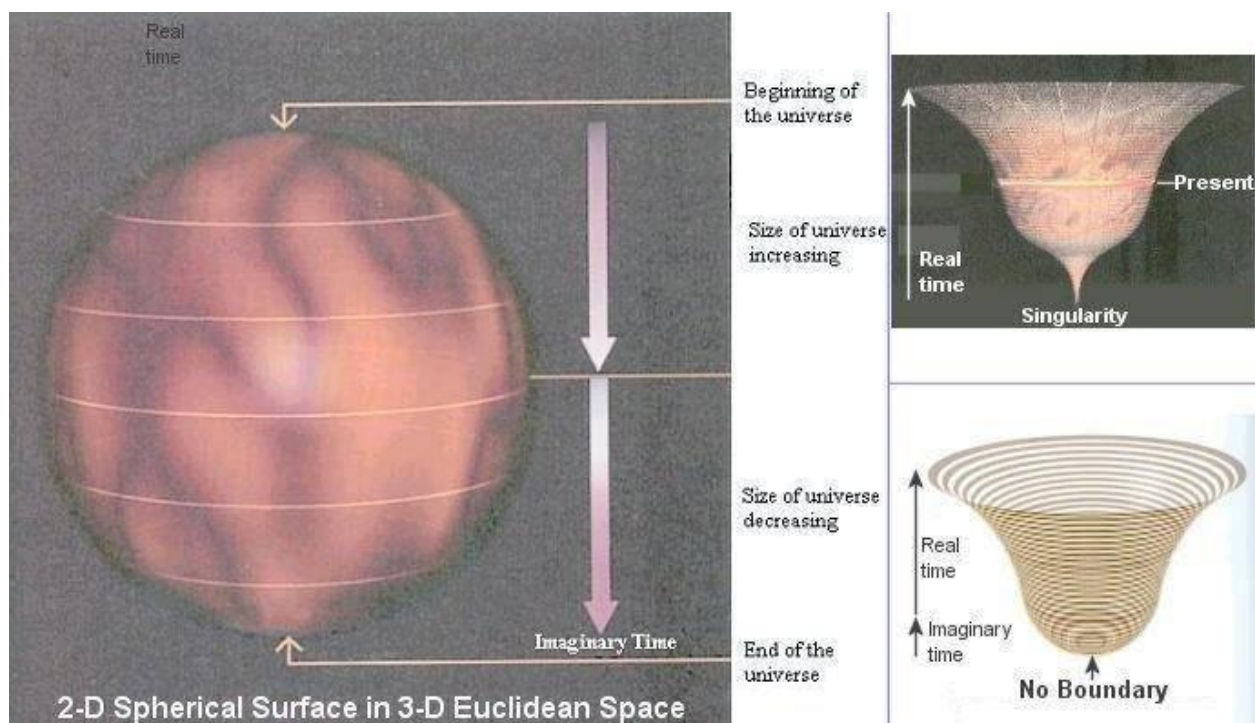 Real
time
Beginning of
the universe
Size of universe
increasing
Size of universe
decreasing
Imaginary Time
End of the
universe
2-D Spherical Surface in 3-D Euclidean Space
Present
Real
time
Singularity
Real
time
Imaginary
time
No Boundary